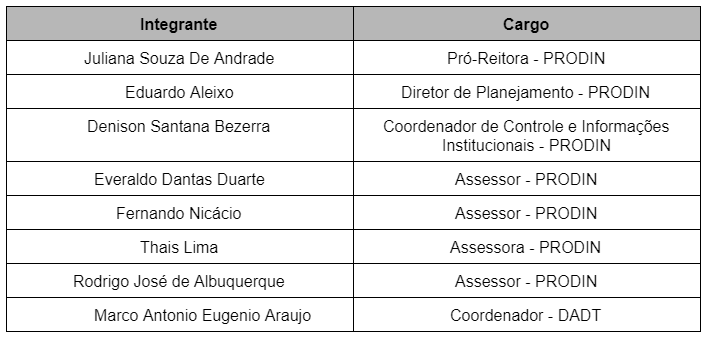 Integrante Cargo
Juliana Souza De Andrade Pró-Reitora - PRODIN
Eduardo Aleixo Diretor de Planejamento - PRODIN
Denison Santana Bezerra Coordenador de Controle e Informações
Institucionais - PRODIN
Everaldo Dantas Duarte Assessor - PRODIN
Fernando Nicácio Assessor - PRODIN
Thais Lima Assessora - PRODIN
Rodrigo José de Albuquerque Assessor - PRODIN
Marco Antonio Eugenio Araujo Coordenador - DADT